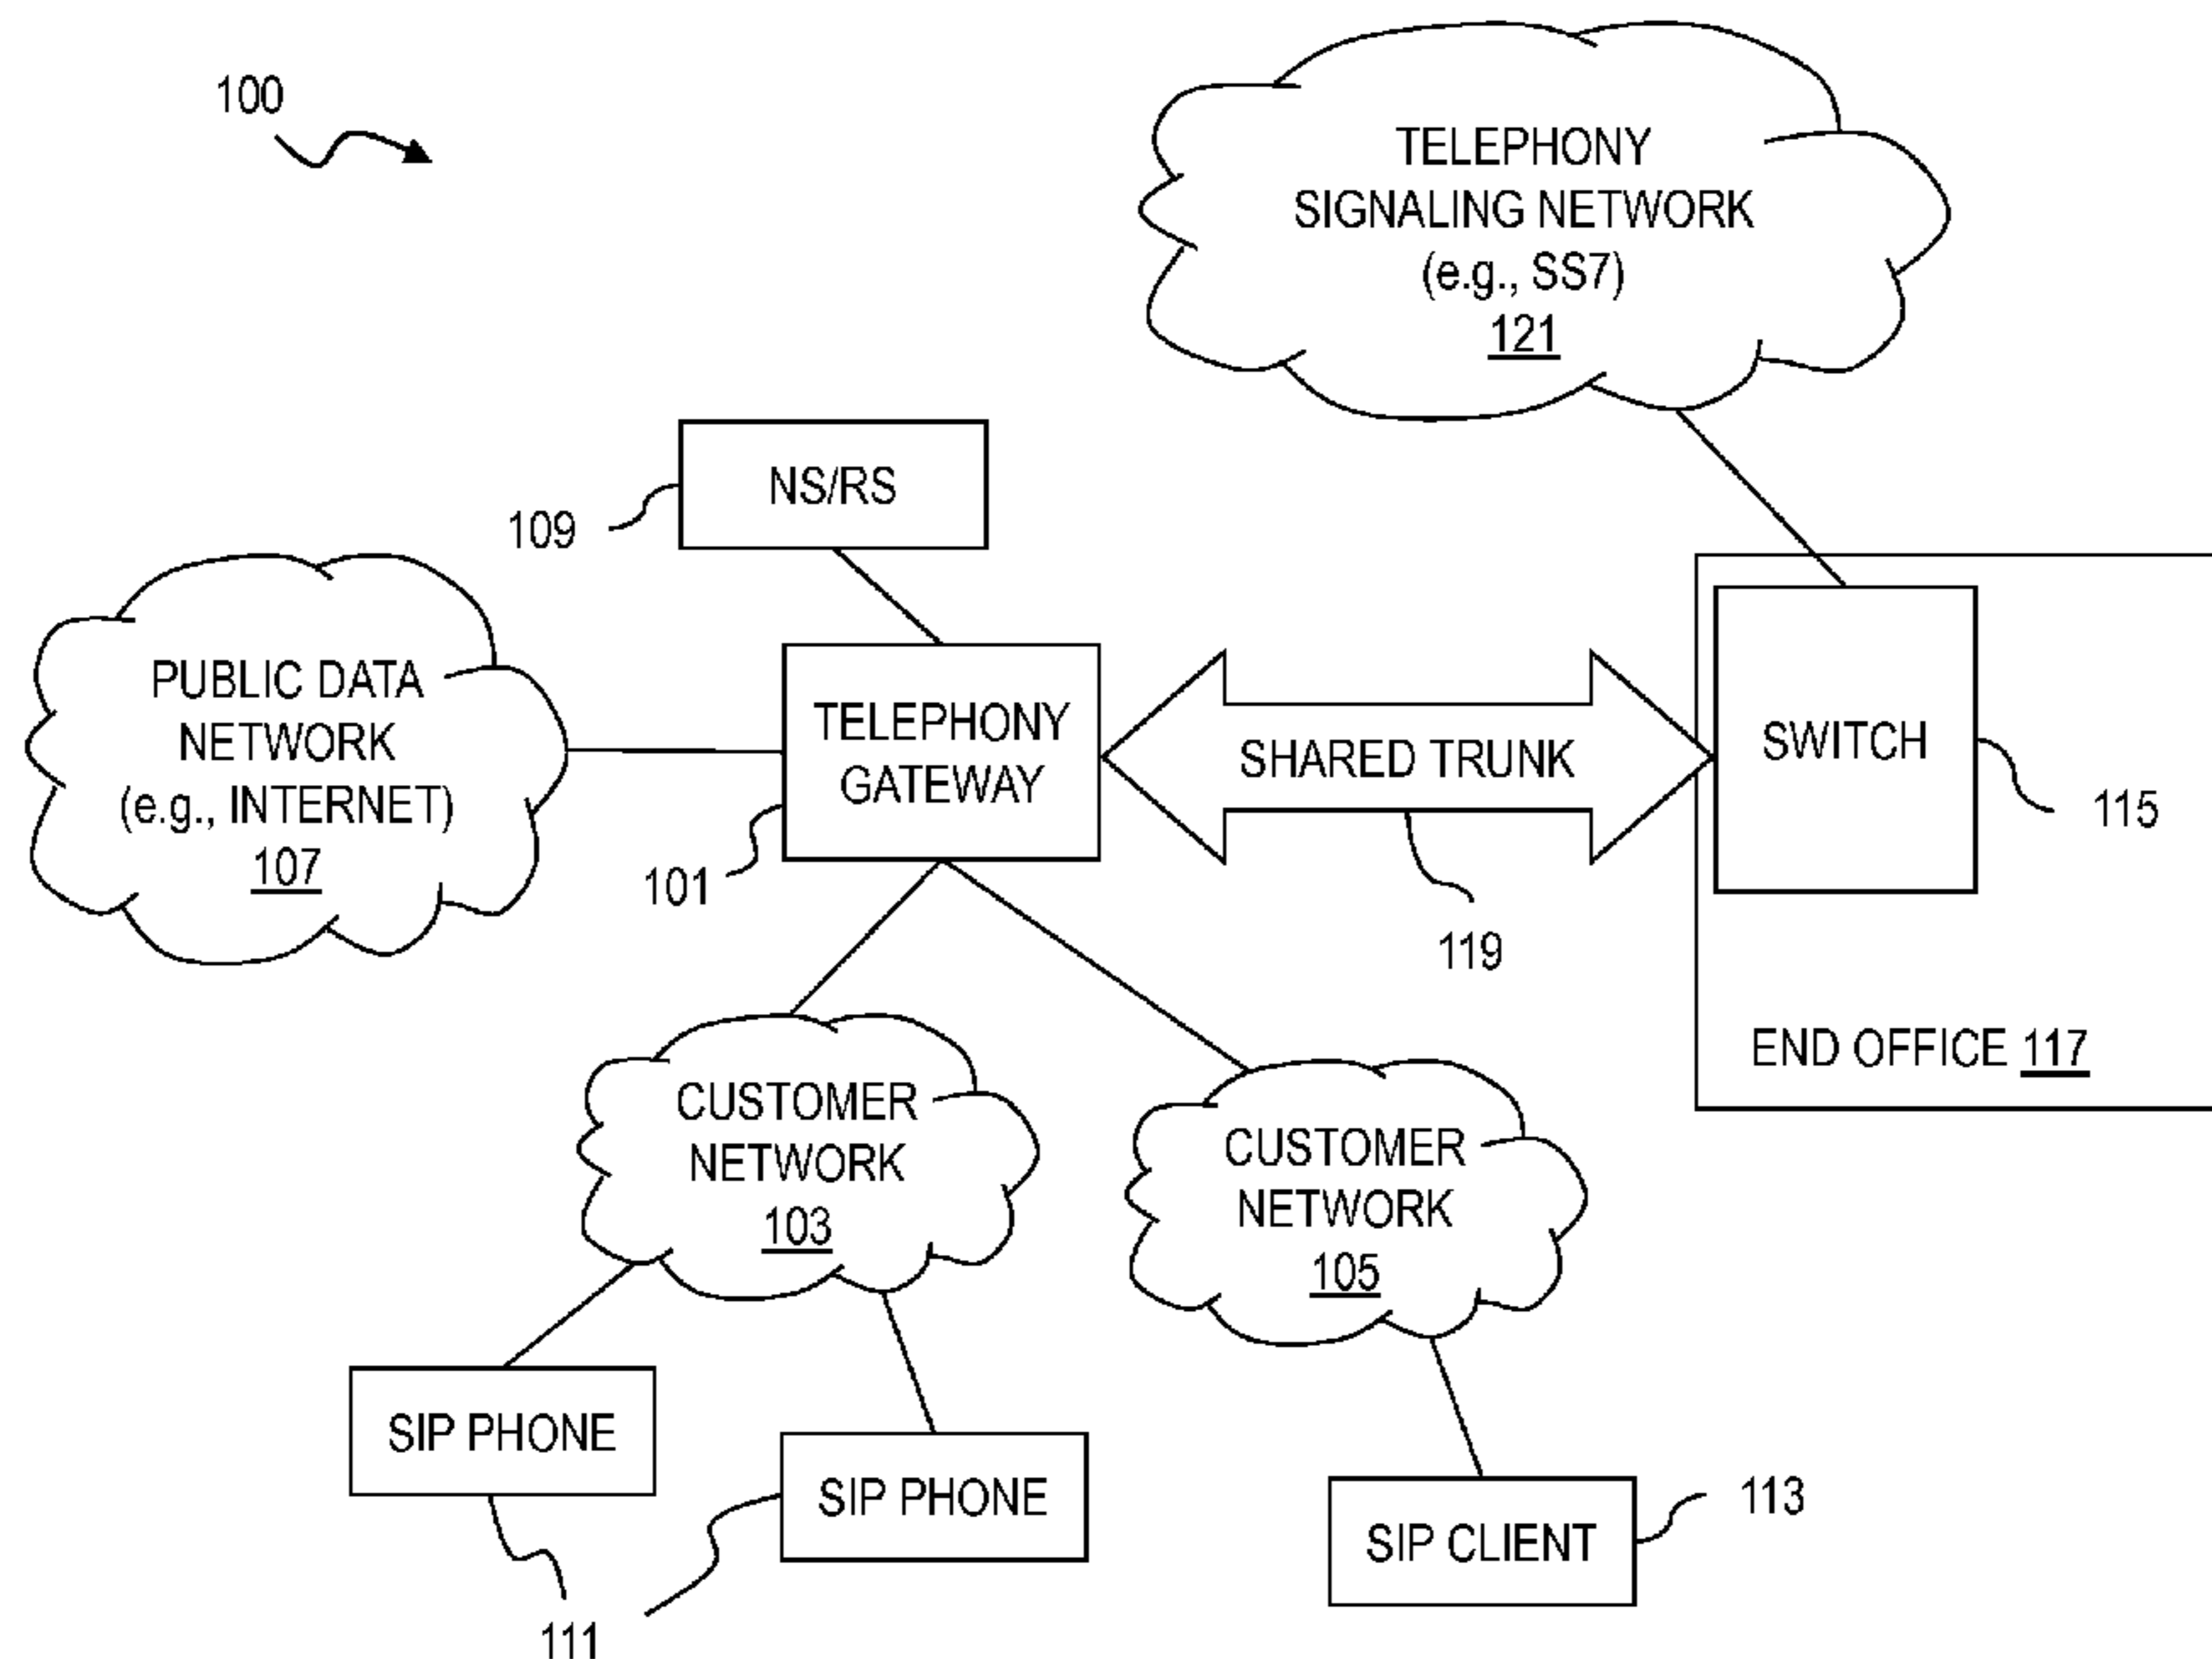 100
TELEPHONY
SIGNALING NETWORK
(e.g., SS7)
121
NS/RS
109
PUBLIC DATA
NETWORK
(e.g., INTERNET)
107
TELEPHONY
GATEWAY
101
SHARED TRUNK
119
SWITCH
115
END OFFICE 117
CUSTOMER
NETWORK
103
CUSTOMER
NETWORK
105
SIP PHONE
SIP PHONE
111
SIP CLIENT
113